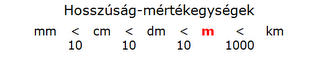 Hosszúság-mértékegységek
mm < cm < dm < m < km
10 10 10 1000